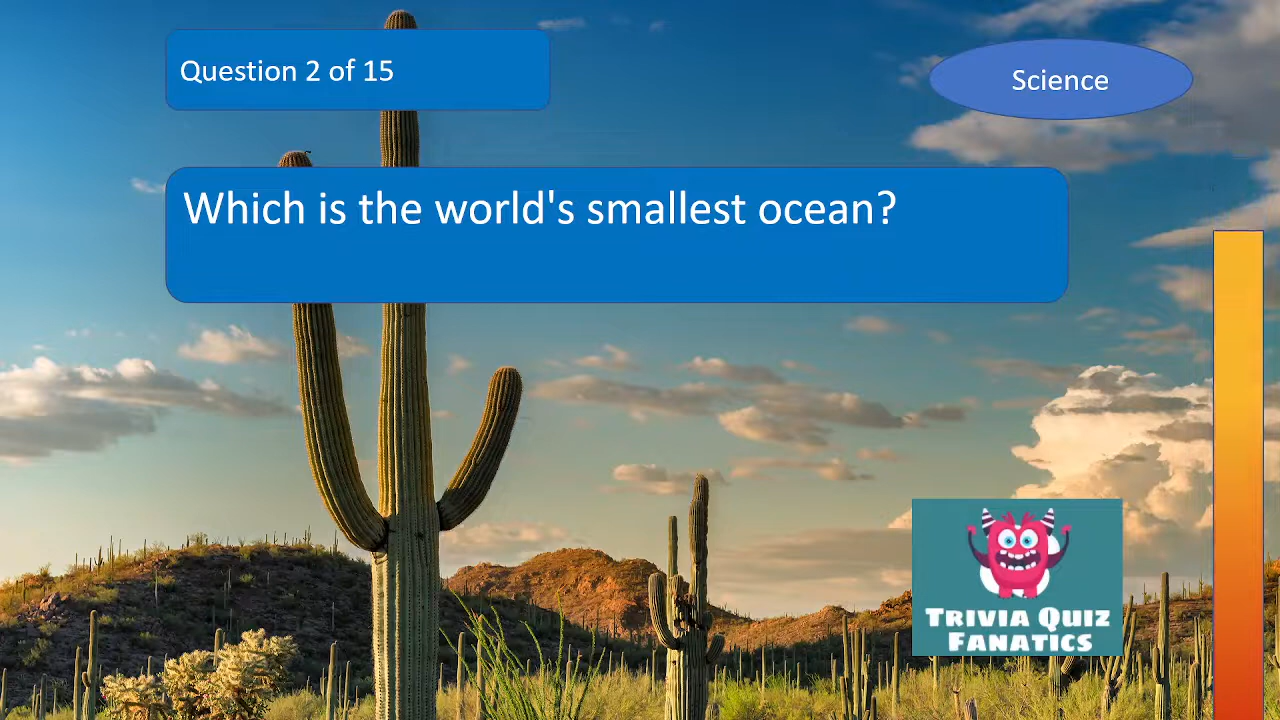 Question 2 of 15
Science
Which is the world's smallest ocean?
TRIVIA QUIZ
FANATICS